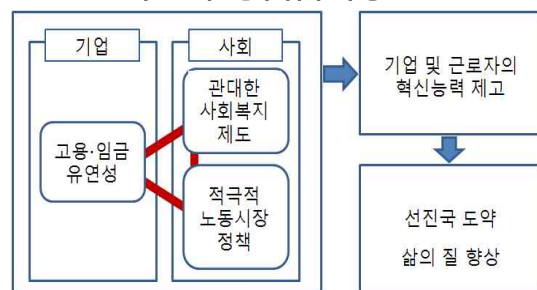 기업
사회
고용·임금
유연성
관대한
사회복지
제도
적극적
노동시장
정책
기업 및 근로자의
혁신능력 제고
선진국 도약
삶의 질 향상